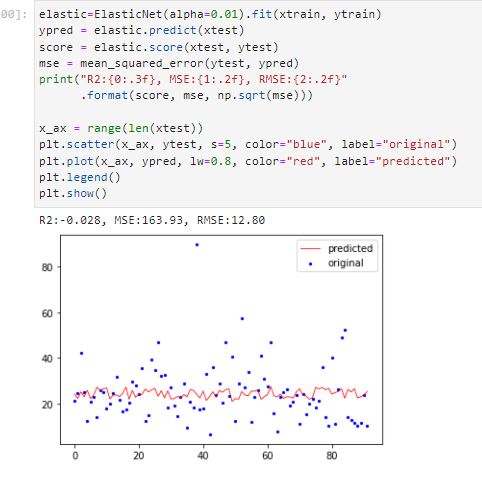 00]: elastic=ElasticNet(alpha=0.01).fit(xtrain, ytrain)
ypred = elastic.predict(xtest)
score = elastic.score(xtest, ytest)
mse = mean_squared_error(ytest, ypred)
print("R2:{0:.3f}, MSE:{1:.2f}, RMSE:{2:.2f}"
      .format(score, mse, np.sqrt(mse)))
x_ax = range(len(xtest))
plt.scatter(x_ax, ytest, s=5, color="blue", label="original")
plt.plot(x_ax, ypred, lw=0.8, color="red", label="predicted")
plt.legend()
plt.show()
R2:-0.028, MSE:163.93, RMSE:12.80
predicted
original
80
60
40
20
0 20 40 60 80